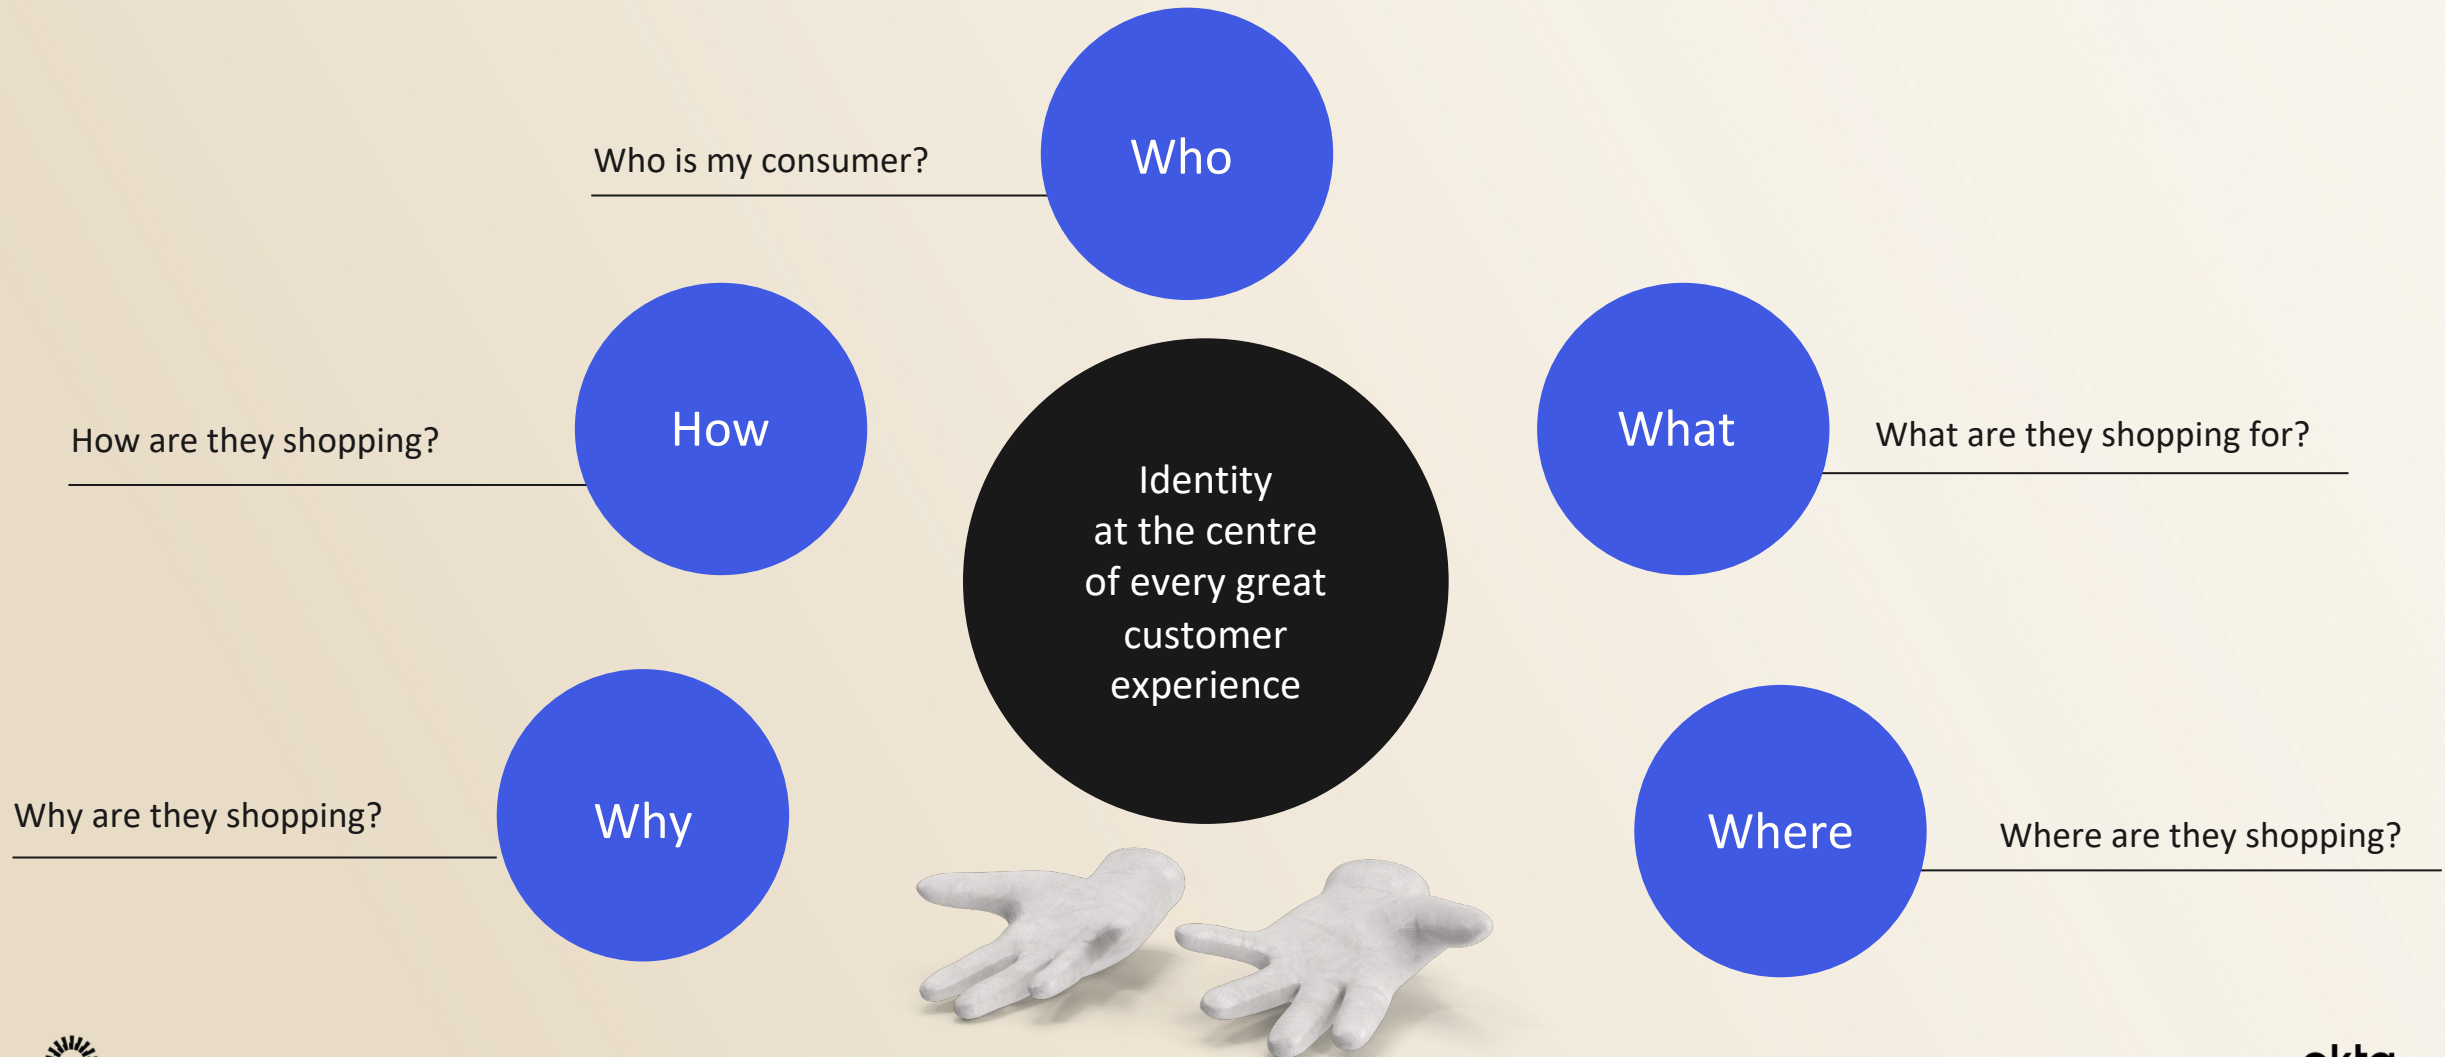 Who is my consumer?
Who
How are they shopping?
How
What
What are they shopping for?
Identity
at the centre
of every great
customer
experience
Why are they shopping?
Why
Where
Where are they shopping?
okta